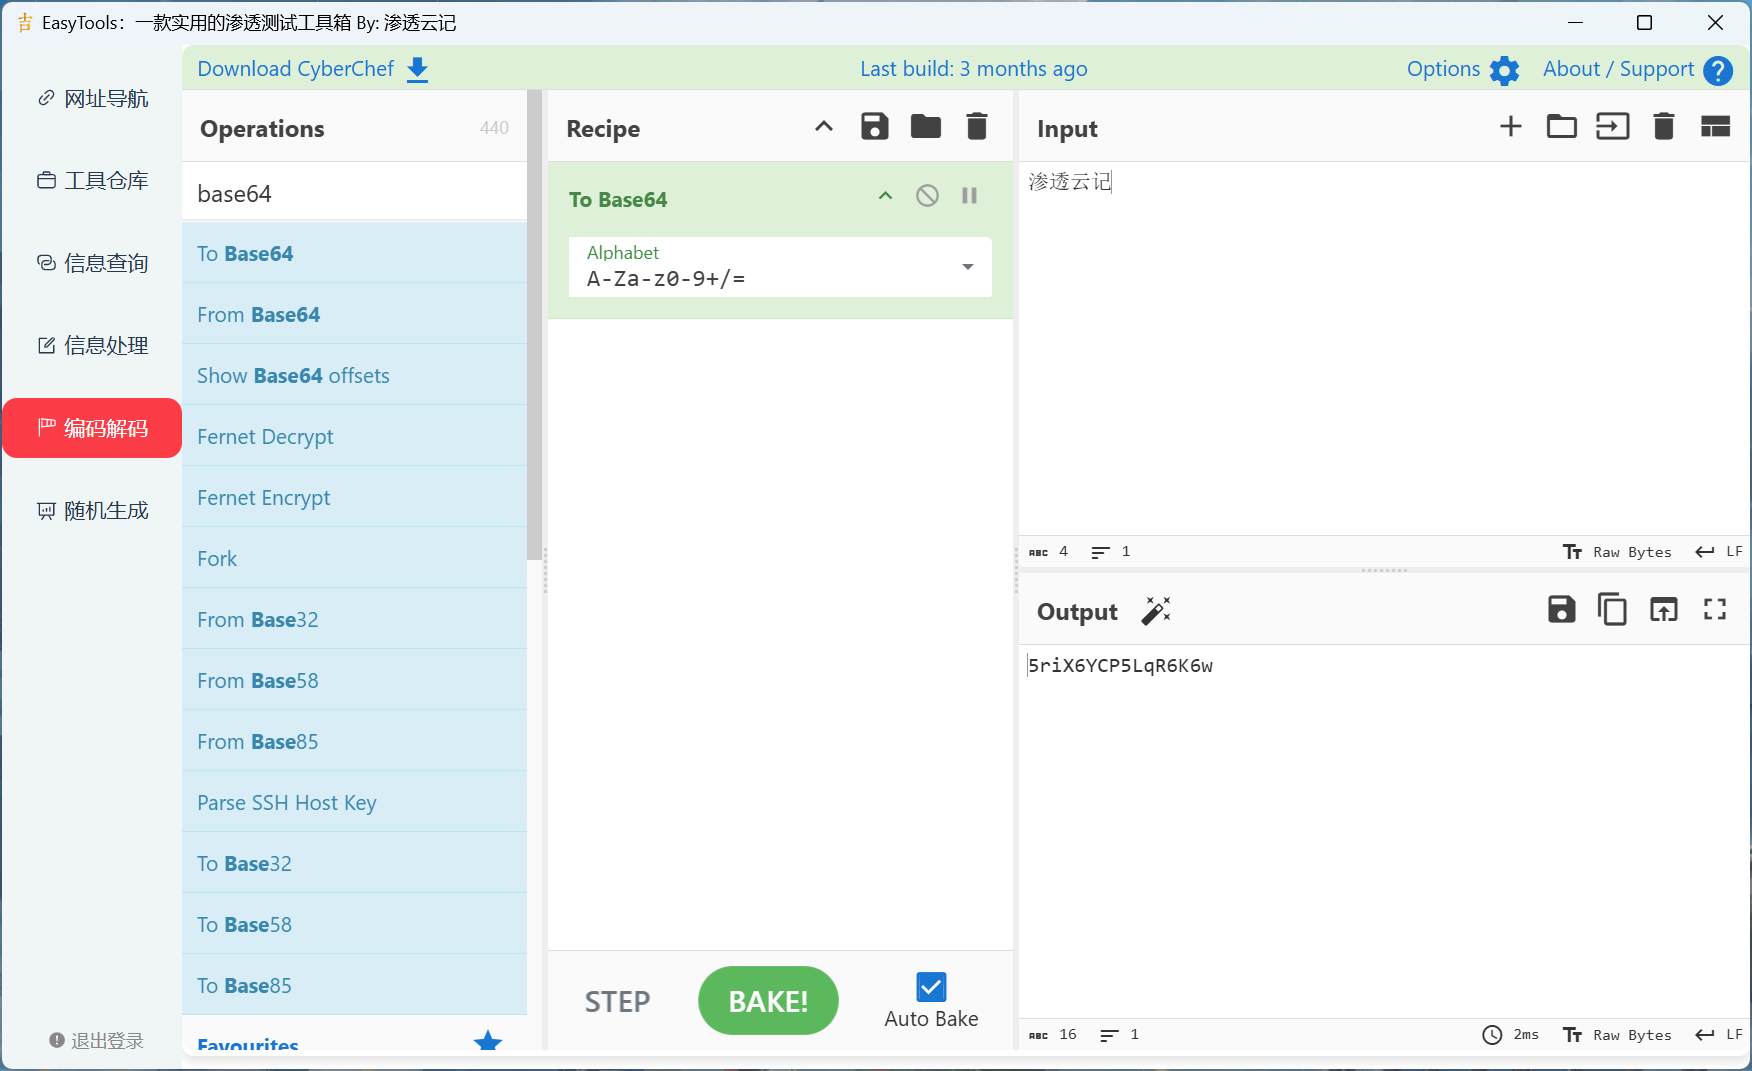 EasyTools：一款实用的渗透测试工具箱 By: 渗透云记
网址导航
工具仓库
信息查询
信息处理
编码解码
随机生成
退出登录
Download CyberChef
Last build: 3 months ago
Options
About / Support
Operations
440
base64
To Base64
From Base64
Show Base64 offsets
Fernet Decrypt
Fernet Encrypt
Fork
From Base32
From Base58
From Base85
Parse SSH Host Key
To Base32
To Base58
To Base85
Favourites
Recipe
To Base64
Alphabet
A-Za-z0-9+/=
STEP
BAKE!
Auto Bake
Input
渗透云记
ABC 4 1
Raw Bytes LF
Output
5riX6YCP5LqR6K6w
ABC 16 1
2ms Raw Bytes LF